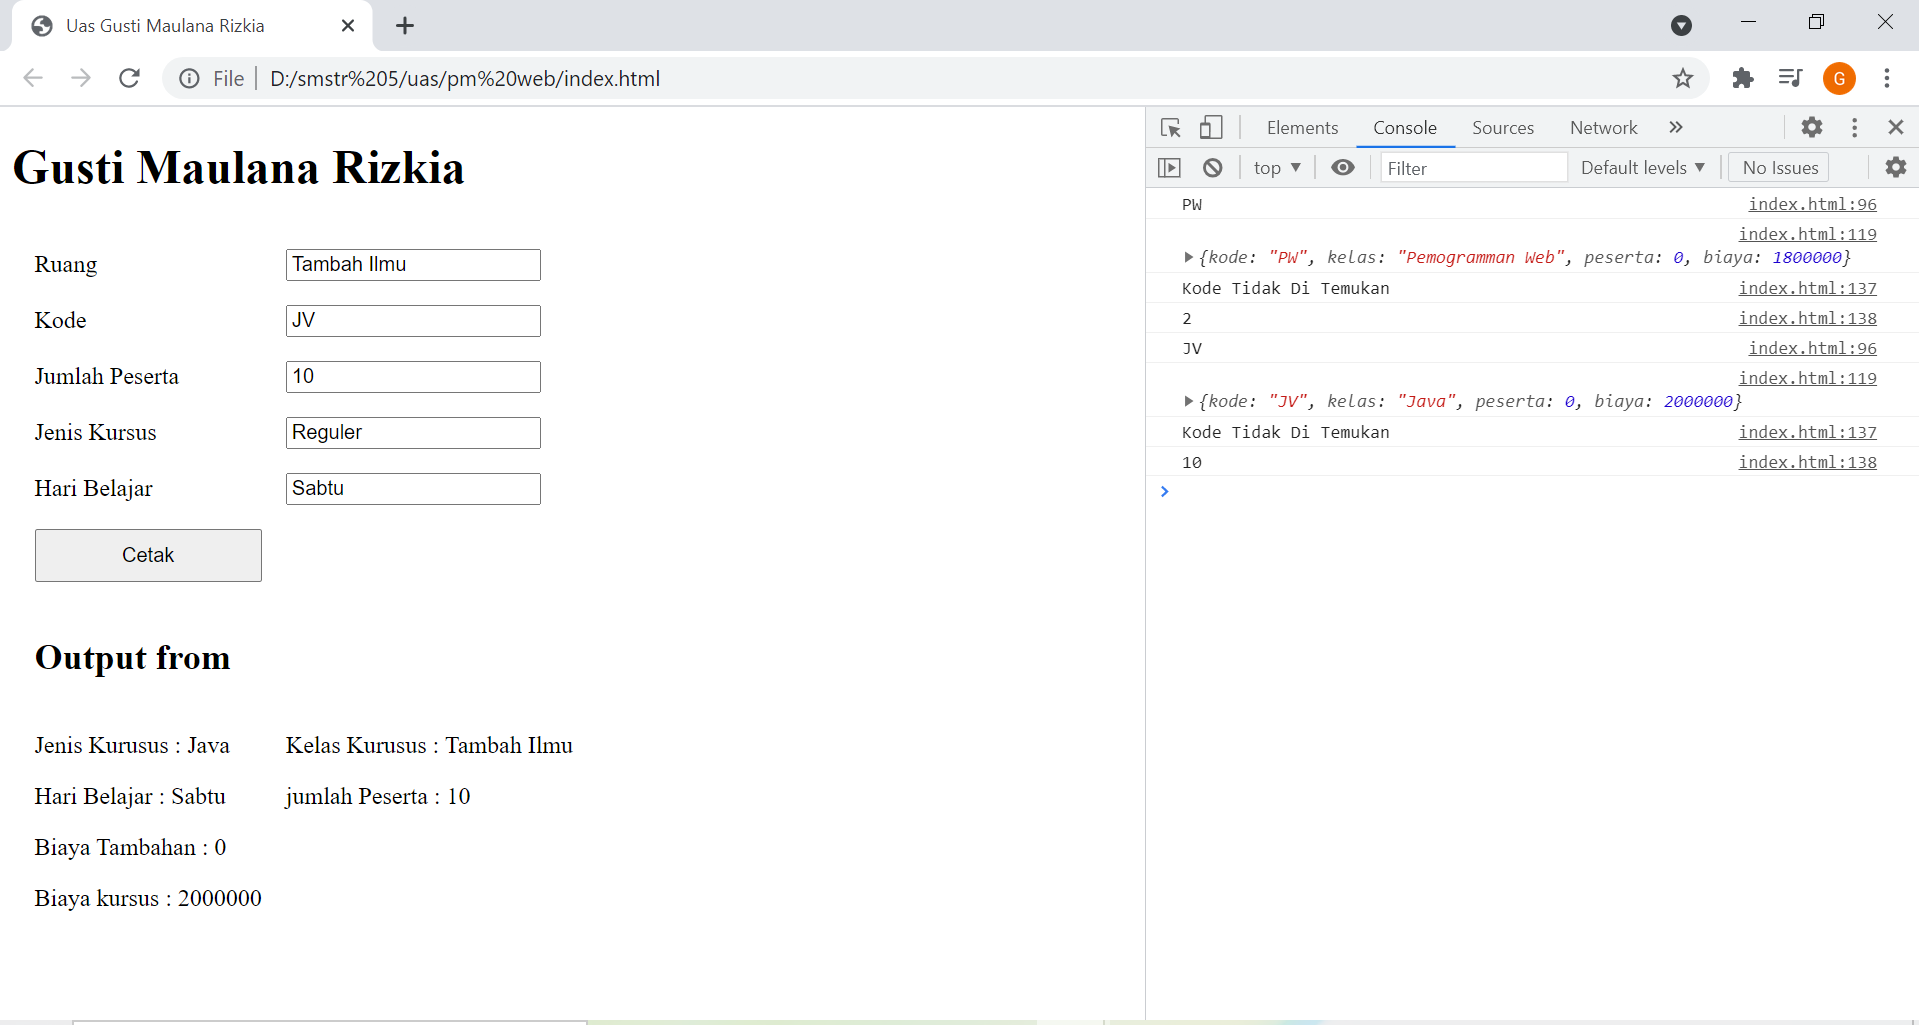 Uas Gusti Maulana Rizkia
File D:/smstr%205/uas/pm%20web/index.html
G
Gusti Maulana Rizkia
Ruang Tambah Ilmu
Kode JV
Jumlah Peserta 10
Jenis Kursus Reguler
Hari Belajar Sabtu
Cetak
Output from
Jenis Kurusus : Java Kelas Kurusus : Tambah Ilmu
Hari Belajar : Sabtu jumlah Peserta : 10
Biaya Tambahan : 0
Biaya kursus : 2000000
Elements Console Sources Network
top Filter Default levels No Issues
PW index.html:96
index.html:119
{kode: "PW", kelas: "Pemogramman Web", peserta: 0, biaya: 1800000}
Kode Tidak Di Temukan index.html:137
2 index.html:138
JV index.html:96
index.html:119
{kode: "JV", kelas: "Java", peserta: 0, biaya: 2000000}
Kode Tidak Di Temukan index.html:137
10 index.html:138